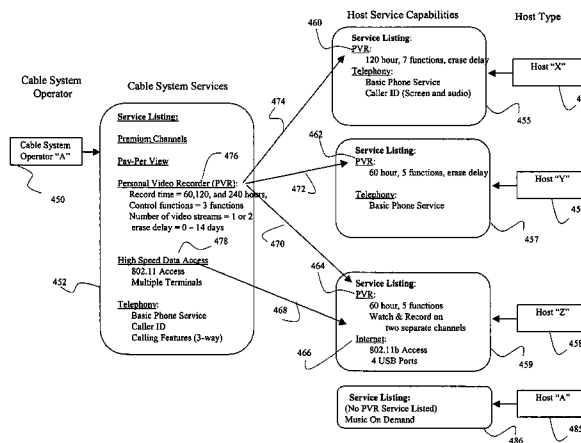 Host Service Capabilities
Host Type
460
Service Listing:
PVR:
120 hour, 7 functions, erase delay
Telephony:
Basic Phone Service
Caller ID (Screen and audio)
Host "X"
455
Cable System
Operator
Cable System Services
474
Service Listing:
Premium Channels
Pay-Per View
476
Personal Video Recorder (PVR):
Record time = 60,120, and 240 hours,
Control functions = 3 functions
Number of video streams = 1 or 2
erase delay = 0 – 14 days
478
High Speed Data Access
802.11 Access
Multiple Terminals
Telephony:
Basic Phone Service
Caller ID
Calling Features (3-way)
Cable System
Operator "A"
450
452
462
Service Listing:
PVR:
60 hour, 5 functions, erase delay
Telephony:
Basic Phone Service
Host "Y"
472
457
470
464
Service Listing:
PVR:
60 hour, 5 functions
Watch & Record on
two separate channels
Internet:
802.11b Access
4 USB Ports
Host "Z"
468
458
466
459
Service Listing:
(No PVR Service Listed)
Music On Demand
Host "A"
486
485